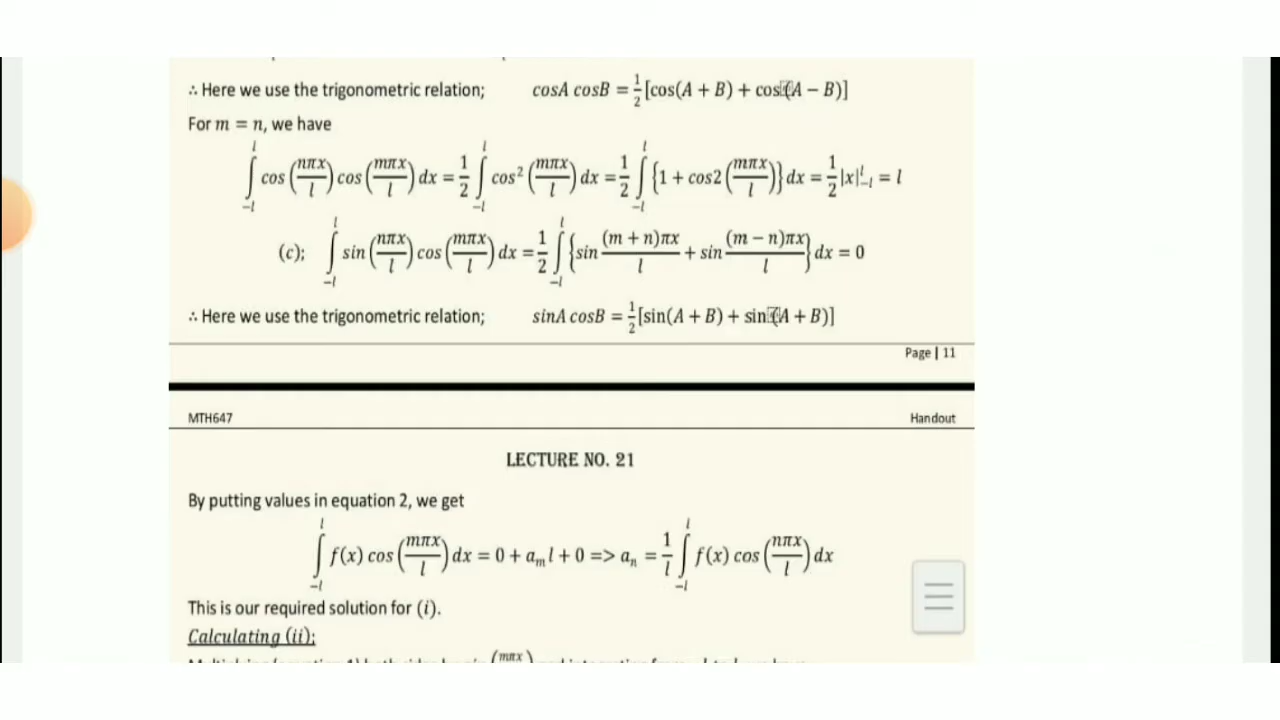 ∴ Here we use the trigonometric relation; cosA cosB = 1/2 [cos(A + B) + cos(A − B)]
For m = n, we have
∫_{-l}^{l} cos (nπx/l) cos (mπx/l) dx = 1/2 ∫_{-l}^{l} cos² (mπx/l) dx = 1/2 ∫_{-l}^{l} {1 + cos2 (mπx/l)} dx = 1/2 |x|_{-l}^{l} = l
(c); ∫_{-l}^{l} sin (nπx/l) cos (mπx/l) dx = 1/2 ∫_{-l}^{l} {sin (m + n)πx/l + sin (m − n)πx/l} dx = 0
∴ Here we use the trigonometric relation; sinA cosB = 1/2 [sin(A + B) + sin(A + B)]
Page | 11
MTH647 Handout
LECTURE NO. 21
By putting values in equation 2, we get
∫_{-l}^{l} f(x) cos (mπx/l) dx = 0 + a_m l + 0 => a_n = 1/l ∫_{-l}^{l} f(x) cos (nπx/l) dx
This is our required solution for (i).
Calculating (ii);